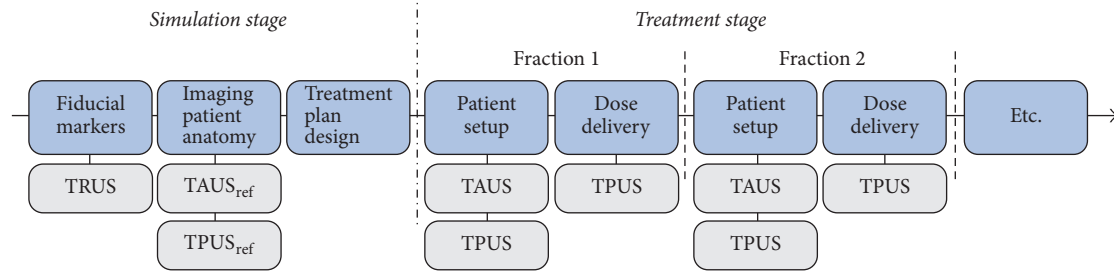 Simulation stage
Treatment stage
Fraction 1
Fraction 2
Fiducial
markers
Imaging
patient
anatomy
Treatment
plan
design
Patient
setup
Dose
delivery
Patient
setup
Dose
delivery
Etc.
TRUS
TAUSref
TAUS
TPUS
TAUS
TPUS
TPUSref
TPUS
TPUS